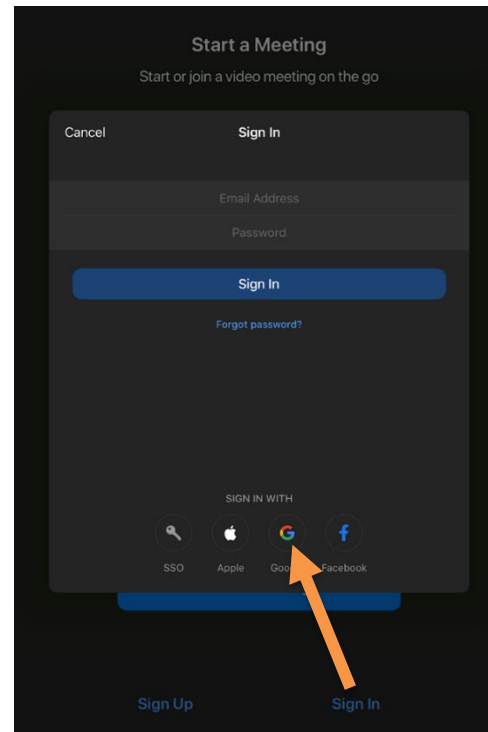 Start a Meeting
Start or join a video meeting on the go
Cancel
Sign In
Email Address
Password
Sign In
Forgot password?
SIGN IN WITH
SSO
Apple
Facebook
Sign Up
Sign In